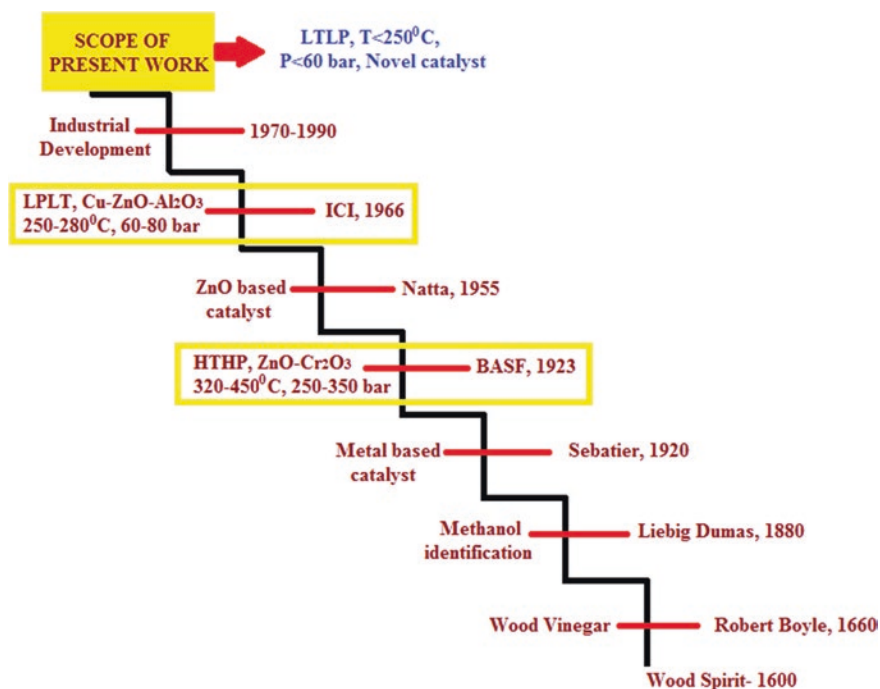 SCOPE OF
PRESENT WORK
LTLP, T<250⁰C,
P<60 bar, Novel catalyst
Industrial
Development
1970-1990
LPLT, Cu-ZnO-Al₂O₃
250-280⁰C, 60-80 bar
ICI, 1966
ZnO based
catalyst
Natta, 1955
HTHP, ZnO-Cr₂O₃
320-450⁰C, 250-350 bar
BASF, 1923
Metal based
catalyst
Sebatier, 1920
Methanol
identification
Liebig Dumas, 1880
Wood Vinegar
Robert Boyle, 1660
Wood Spirit- 1600